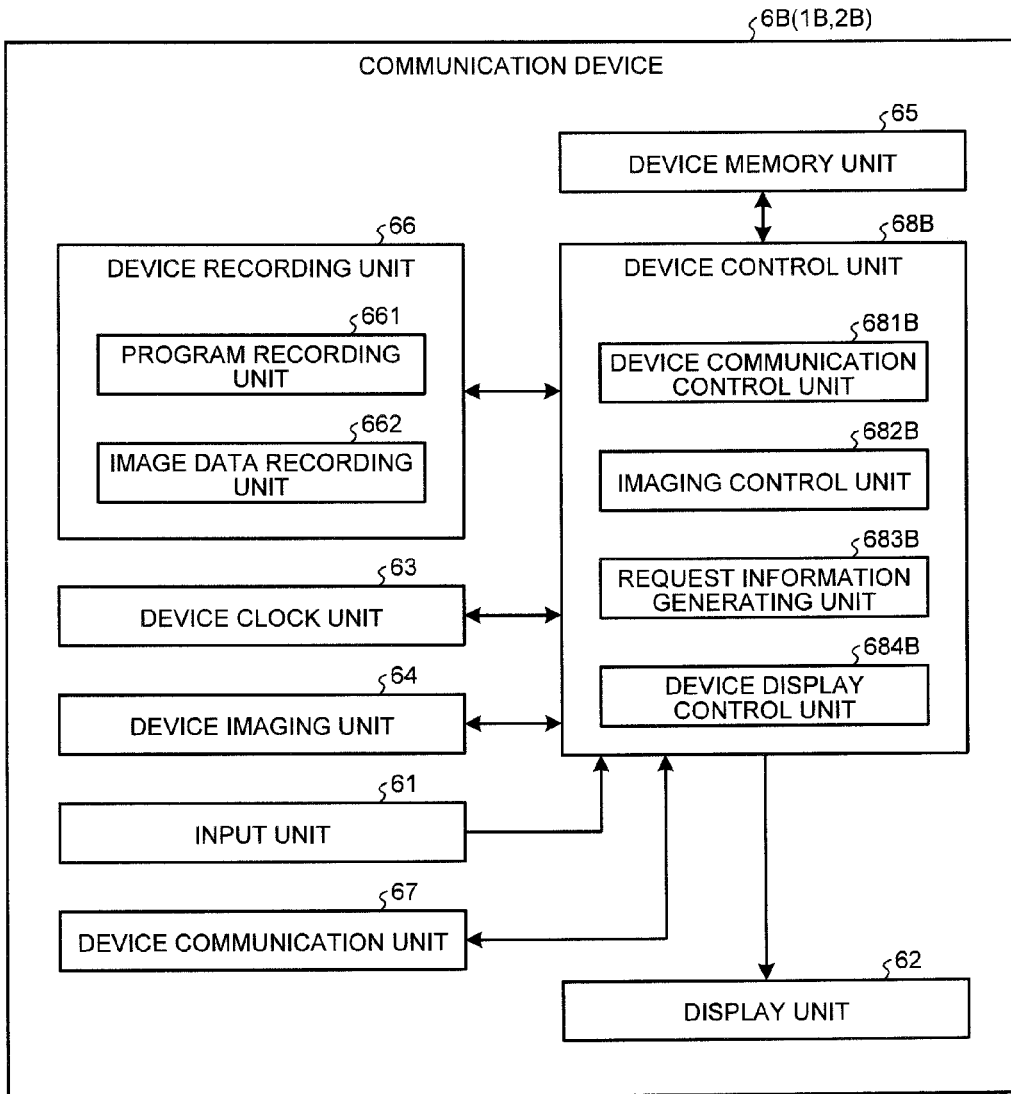 6B(1B,2B)
COMMUNICATION DEVICE
65
DEVICE MEMORY UNIT
66
DEVICE RECORDING UNIT
661
PROGRAM RECORDING
UNIT
662
IMAGE DATA RECORDING
UNIT
68B
DEVICE CONTROL UNIT
681B
DEVICE COMMUNICATION
CONTROL UNIT
682B
IMAGING CONTROL UNIT
683B
REQUEST INFORMATION
GENERATING UNIT
684B
DEVICE DISPLAY
CONTROL UNIT
63
DEVICE CLOCK UNIT
64
DEVICE IMAGING UNIT
61
INPUT UNIT
67
DEVICE COMMUNICATION UNIT
62
DISPLAY UNIT